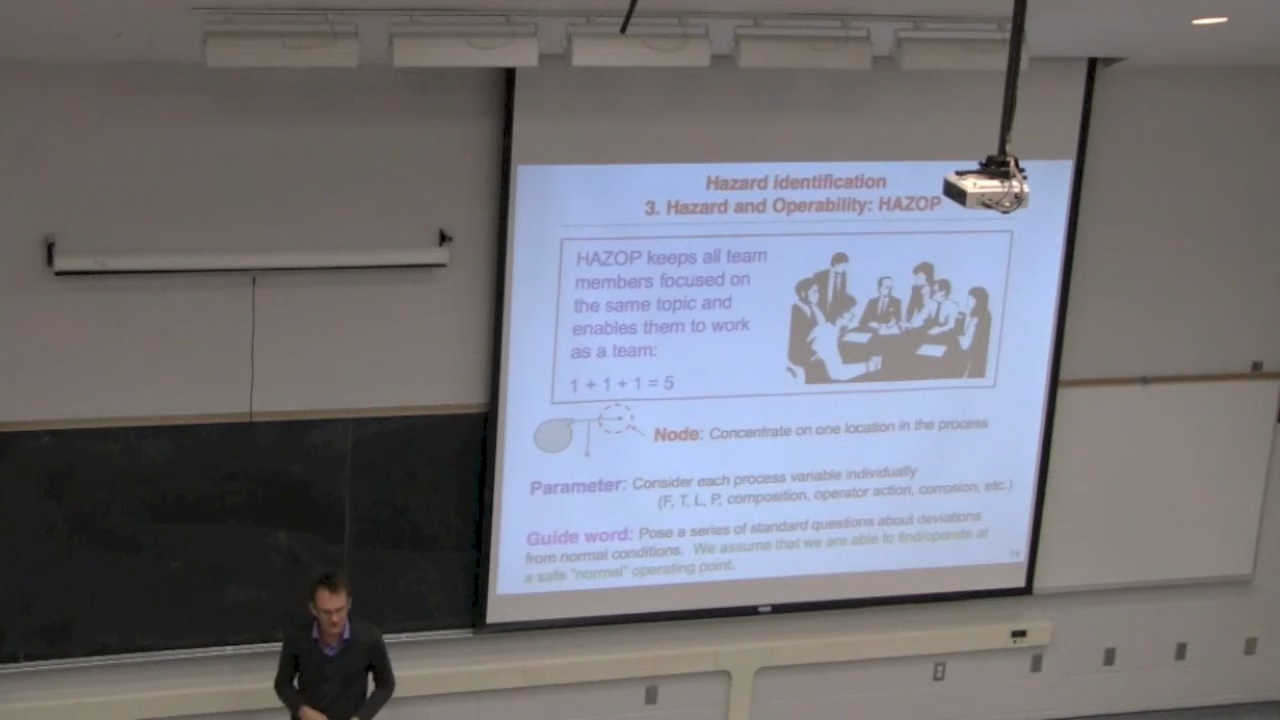 Hazard identification
3. Hazard and Operability: HAZOP
HAZOP keeps all team
members focused on
the same topic and
enables them to work
as a team:
1 + 1 + 1 = 5
Node: Concentrate on one location in the process
Parameter: Consider each process variable individually
(F, T, L, P, composition, operator action, corrosion, etc.)
Guide word: Pose a series of standard questions about deviations
from normal conditions. We assume that we are able to find/operate at
a safe "normal" operating point.
14